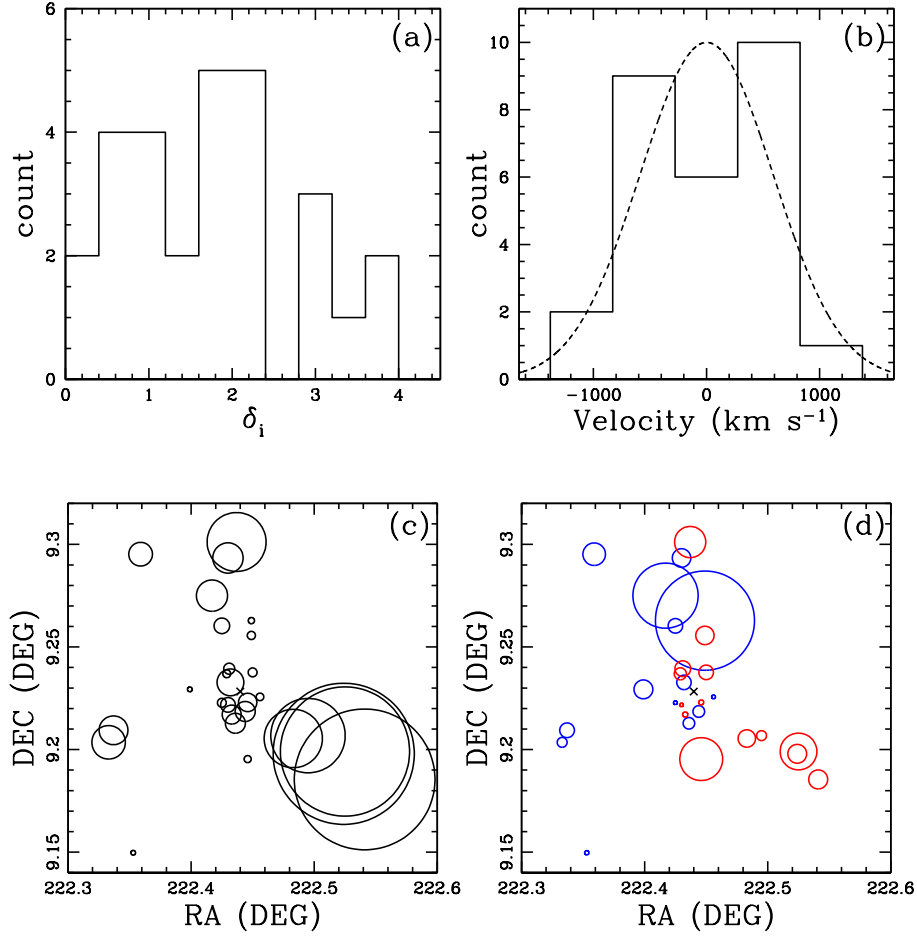 6
4
2
0
count
(a)
0 1 2 3 4
δi
10
8
6
4
2
0
count
(b)
−1000 0 1000
Velocity (km s−1)
9.3
9.25
9.2
9.15
DEC (DEG)
(c)
222.3 222.4 222.5 222.6
RA (DEG)
9.3
9.25
9.2
9.15
DEC (DEG)
(d)
222.3 222.4 222.5 222.6
RA (DEG)